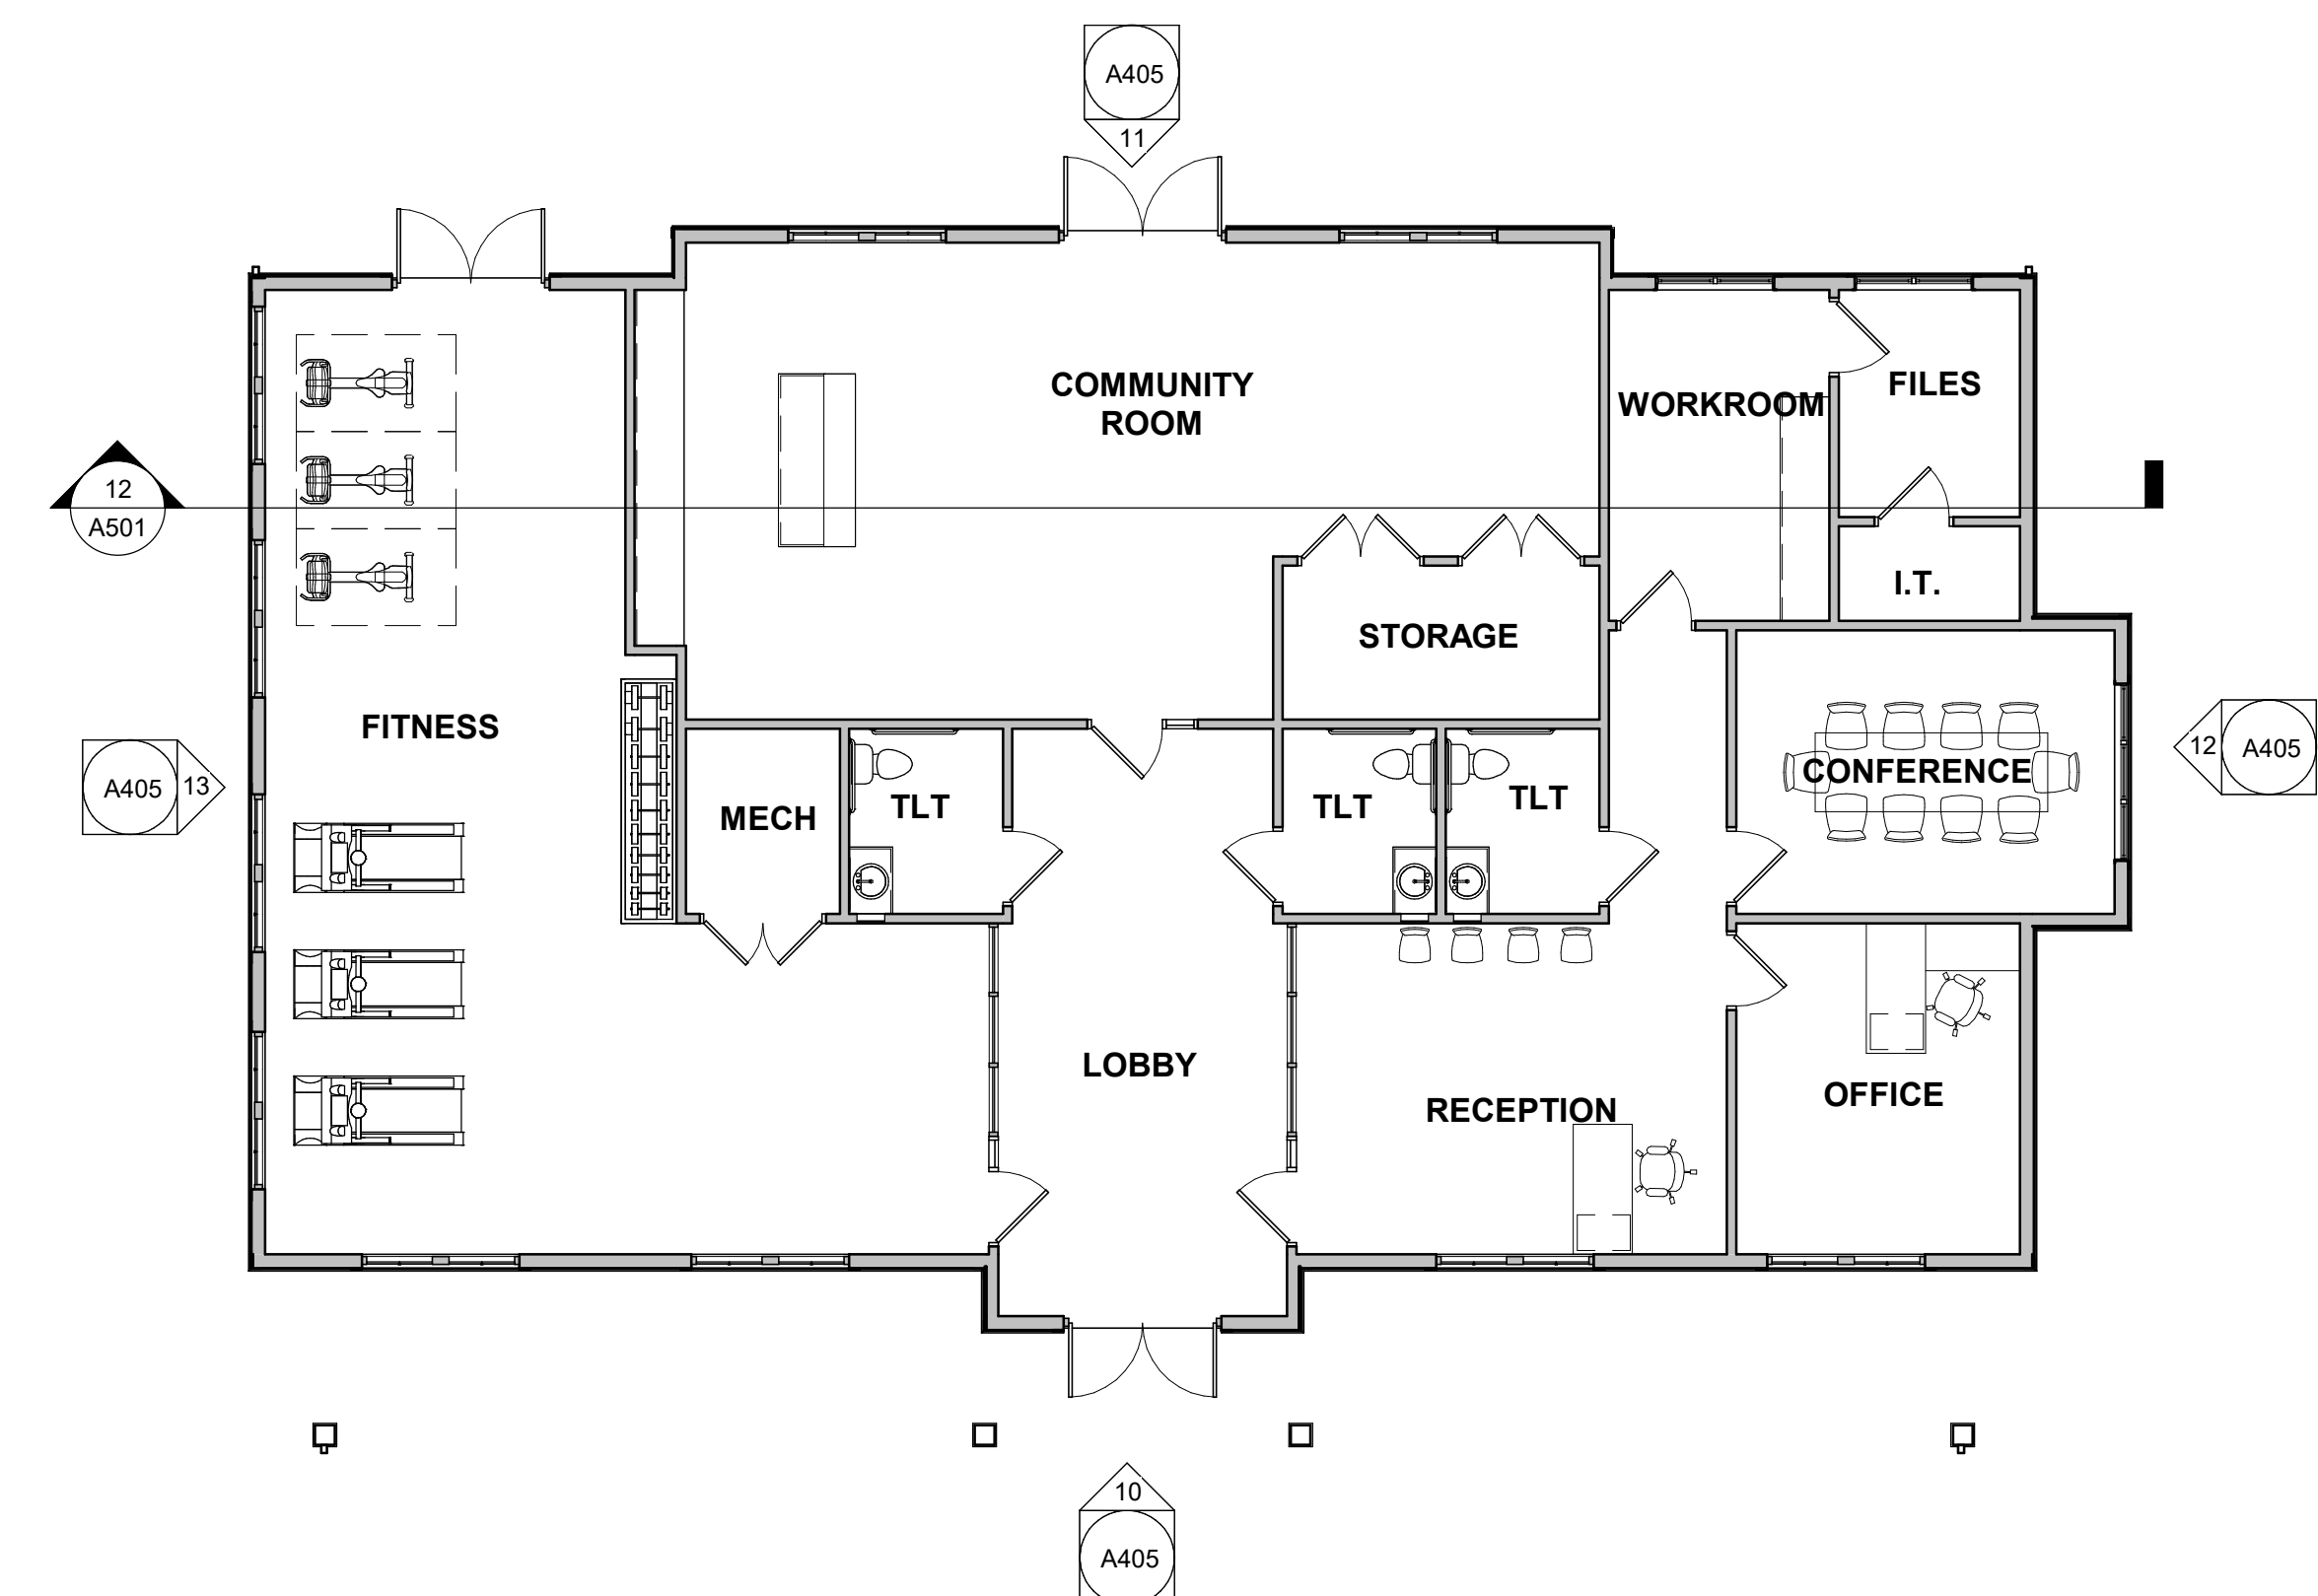 A405
11
COMMUNITY
ROOM
WORKROOM
FILES
12
A501
I.T.
STORAGE
FITNESS
A405
13
MECH
TLT
TLT
TLT
CONFERENCE
12
A405
LOBBY
RECEPTION
OFFICE
10
A405